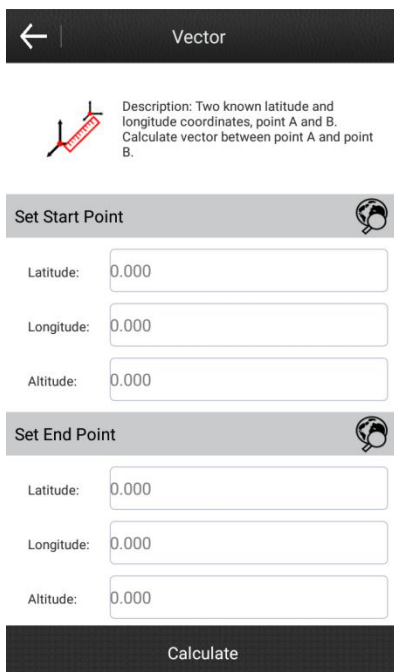 Vector
Description: Two known latitude and
longitude coordinates, point A and B.
Calculate vector between point A and point
B.
Set Start Point
Latitude: 0.000
Longitude: 0.000
Altitude: 0.000
Set End Point
Latitude: 0.000
Longitude: 0.000
Altitude: 0.000
Calculate